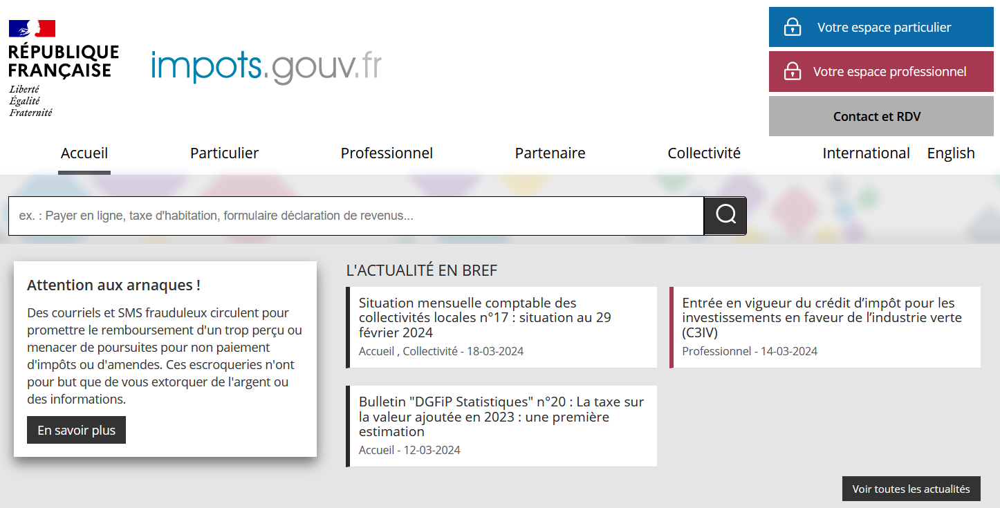 RÉPUBLIQUE
FRANÇAISE
Liberté
Égalité
Fraternité
impots.gouv.fr
Votre espace particulier
Votre espace professionnel
Contact et RDV
Accueil Particulier Professionnel Partenaire Collectivité International English
ex. : Payer en ligne, taxe d'habitation, formulaire déclaration de revenus...
Attention aux arnaques !
Des courriels et SMS frauduleux circulent pour
promettre le remboursement d'un trop perçu ou
menacer de poursuites pour non paiement
d'impôts ou d'amendes. Ces escroqueries n'ont
pour but que de vous extorquer de l'argent ou
des informations.
En savoir plus
L'ACTUALITÉ EN BREF
Situation mensuelle comptable des
collectivités locales n°17 : situation au 29
février 2024
Accueil , Collectivité - 18-03-2024
Entrée en vigueur du crédit d’impôt pour les
investissements en faveur de l’industrie verte
(C3IV)
Professionnel - 14-03-2024
Bulletin "DGFiP Statistiques" n°20 : La taxe sur
la valeur ajoutée en 2023 : une première
estimation
Accueil - 12-03-2024
Voir toutes les actualités